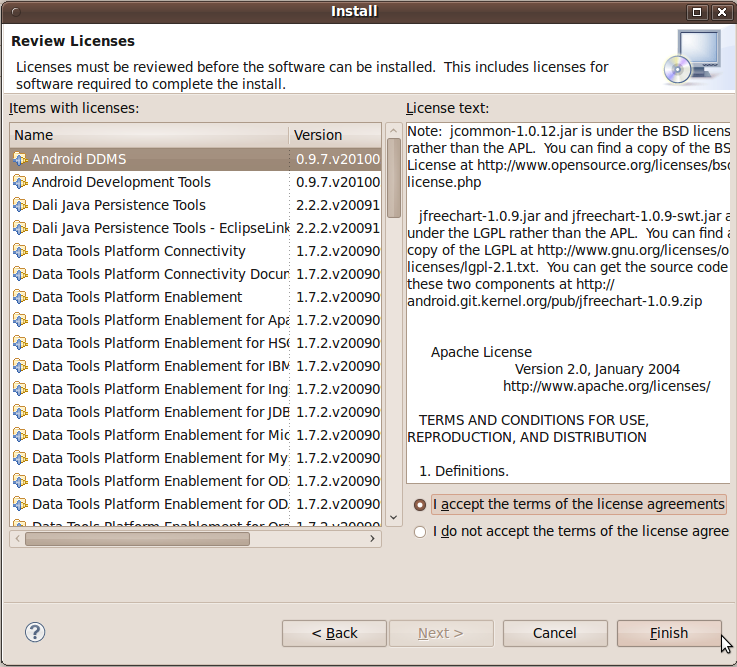 Install
Review Licenses
Licenses must be reviewed before the software can be installed.  This includes licenses for
software required to complete the install.
Items with licenses:
Name
Version
Android DDMS
0.9.7.v20100
Android Development Tools
0.9.7.v20100
Dali Java Persistence Tools
2.2.2.v20091
Dali Java Persistence Tools - EclipseLink
2.2.2.v20091
Data Tools Platform Connectivity
1.7.2.v20090
Data Tools Platform Connectivity Docu
1.7.2.v20090
Data Tools Platform Enablement
1.7.2.v20090
Data Tools Platform Enablement for Apa
1.7.2.v20090
Data Tools Platform Enablement for HSQ
1.7.2.v20090
Data Tools Platform Enablement for IBM
1.7.2.v20090
Data Tools Platform Enablement for Ing
1.7.2.v20090
Data Tools Platform Enablement for JDB
1.7.2.v20090
Data Tools Platform Enablement for Mic
1.7.2.v20090
Data Tools Platform Enablement for My
1.7.2.v20090
Data Tools Platform Enablement for OD
1.7.2.v20090
Data Tools Platform Enablement for OD
1.7.2.v20090
Data Tools Platform Enablement for Ora
1.7.2.v20090
License text:
Note:  jcommon-1.0.12.jar is under the BSD licens
rather than the APL.  You can find a copy of the BS
License at http://www.opensource.org/licenses/bsd
license.php
jfreechart-1.0.9.jar and jfreechart-1.0.9-swt.jar a
under the LGPL rather than the APL.  You can find a
copy of the LGPL at http://www.gnu.org/licenses/o
licenses/lgpl-2.1.txt.  You can get the source code
these two components at http://
android.git.kernel.org/pub/jfreechart-1.0.9.zip
Apache License
Version 2.0, January 2004
http://www.apache.org/licenses/
TERMS AND CONDITIONS FOR USE,
REPRODUCTION, AND DISTRIBUTION
1. Definitions.
I accept the terms of the license agreements
I do not accept the terms of the license agree
?
< Back
Next >
Cancel
Finish